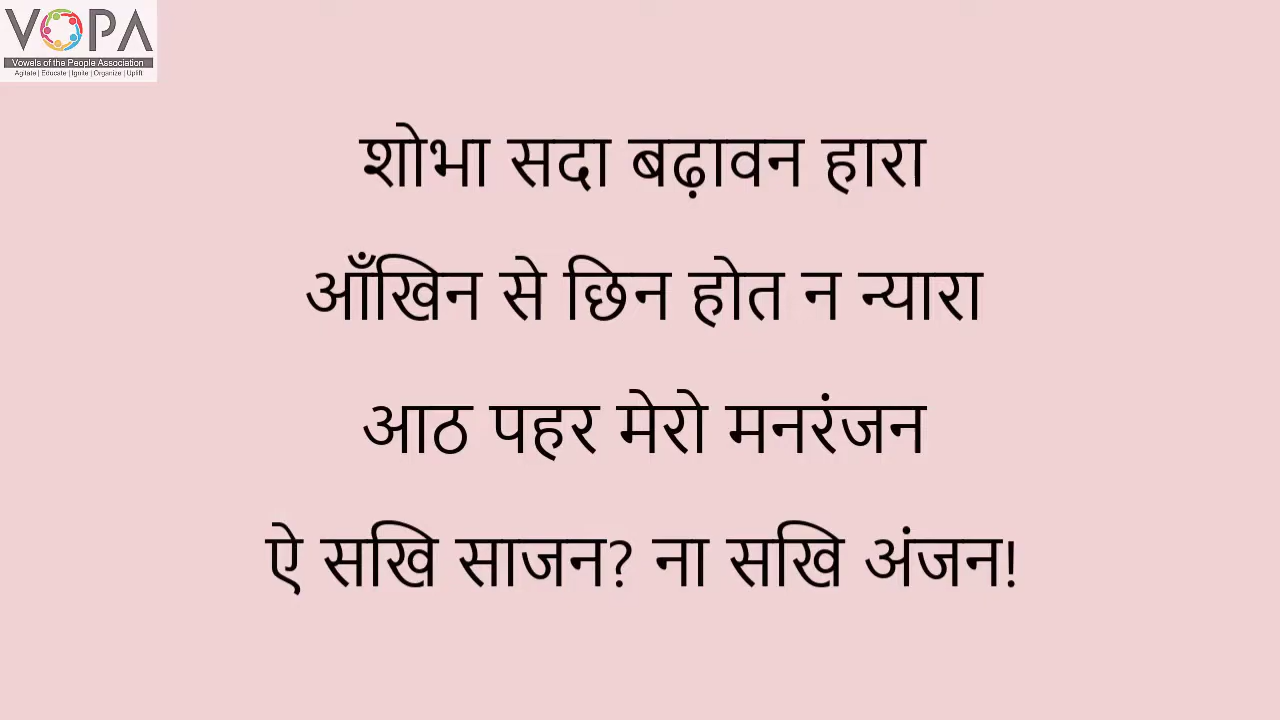 VOPA
Vowels of the People Association
Agitate | Educate | Ignite | Organize | Uplift
शोभा सदा बढ़ावन हारा
आँखिन से छिन होत न न्यारा
आठ पहर मेरो मनरंजन
ऐ सखि साजन? ना सखि अंजन!